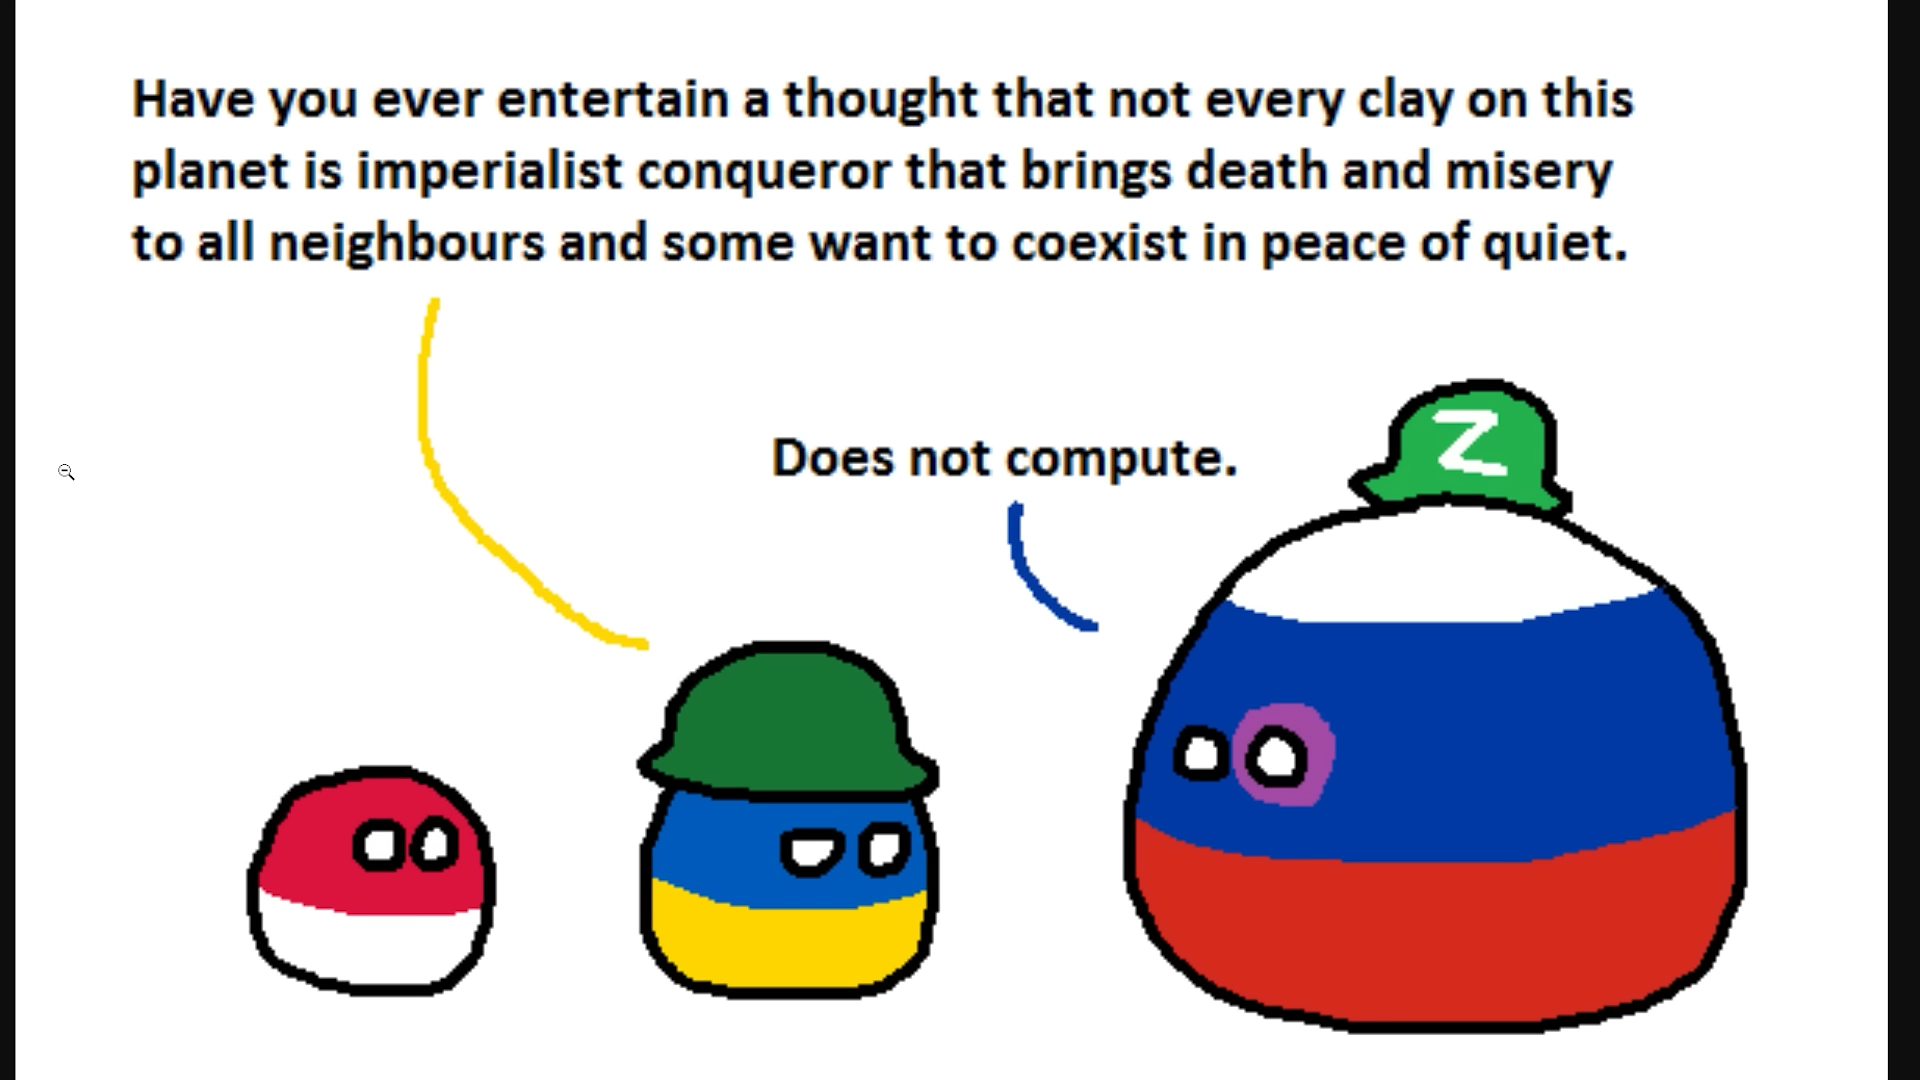 Have you ever entertain a thought that not every clay on this
planet is imperialist conqueror that brings death and misery
to all neighbours and some want to coexist in peace of quiet.
Does not compute.
Z